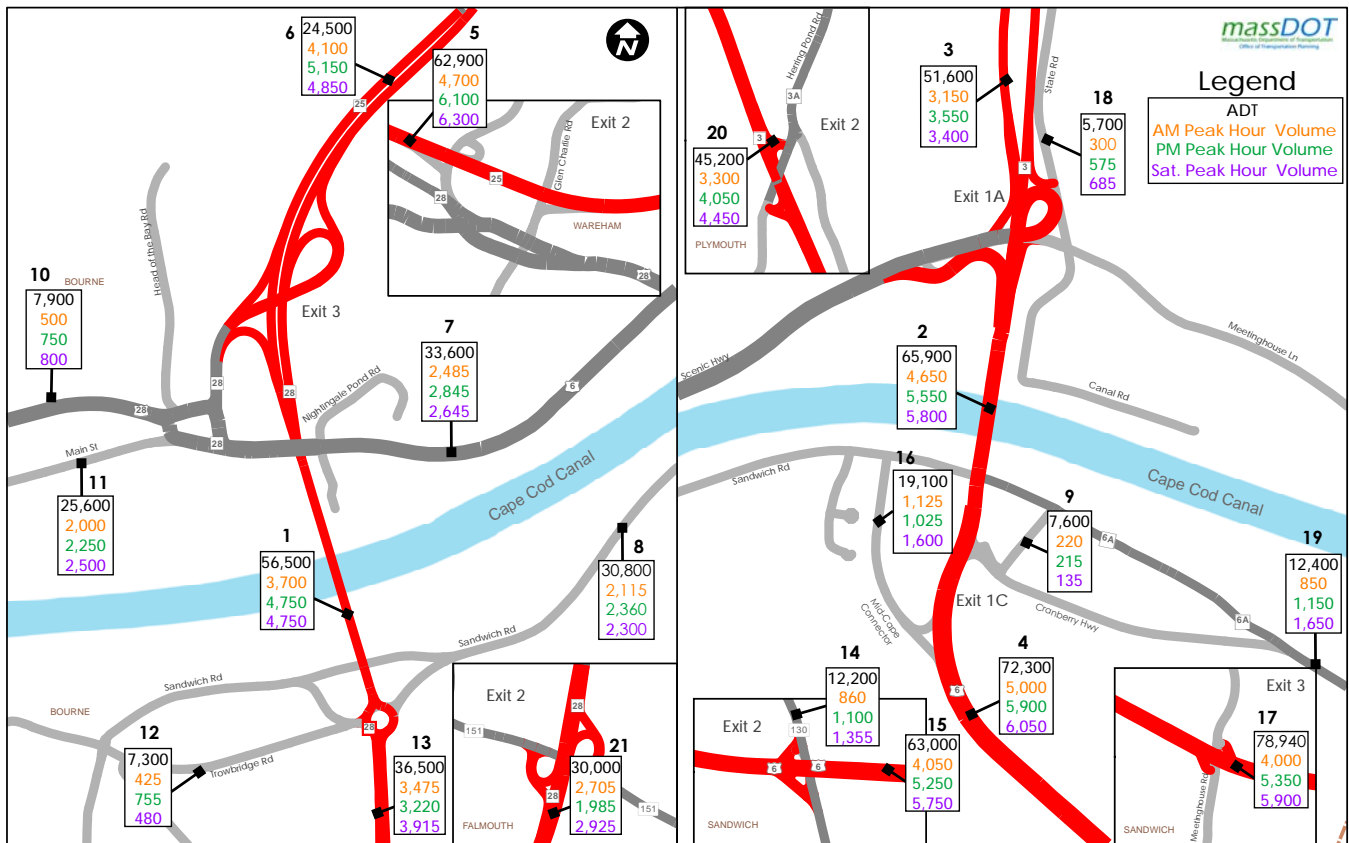 6
24,500
4,100
5,150
4,850
5
62,900
4,700
6,100
6,300
N
25
Exit 2
Glen Charlie Rd
25
28
WAREHAM
28
Head of the Bay Rd
10
BOURNE
7,900
500
750
800
Exit 3
7
33,600
2,485
2,845
2,645
28
28
Nightingale Pond Rd
6
28
28
Main St
11
25,600
2,000
2,250
2,500
Cape Cod Canal
1
56,500
3,700
4,750
4,750
8
30,800
2,115
2,360
2,300
Sandwich Rd
Sandwich Rd
BOURNE
28
12
7,300
425
755
480
Trowbridge Rd
13
36,500
3,475
3,220
3,915
Exit 2
28
151
21
30,000
2,705
1,985
2,925
28
151
FALMOUTH
Herring Pond Rd
3A
Exit 2
20
3
45,200
3,300
4,050
4,450
PLYMOUTH
3
51,600
3,150
3,550
3,400
State Rd
18
5,700
300
575
685
3
Exit 1A
massDOT
Massachusetts Department of Transportation
Office of Transportation Planning
Legend
ADT
AM Peak Hour Volume
PM Peak Hour Volume
Sat. Peak Hour Volume
Scenic Hwy
2
65,900
4,650
5,550
5,800
Meetinghouse Ln
Canal Rd
Cape Cod Canal
Sandwich Rd
16
19,100
1,125
1,025
1,600
9
7,600
220
215
135
6A
19
12,400
850
1,150
1,650
Mid-Cape
Connector
Exit 1C
Cranberry Hwy
6A
4
72,300
5,000
5,900
6,050
6
14
12,200
860
1,100
1,355
Exit 2
130
15
63,000
4,050
5,250
5,750
6
6
SANDWICH
Exit 3
17
78,940
4,000
5,350
5,900
Meetinghouse Rd
SANDWICH